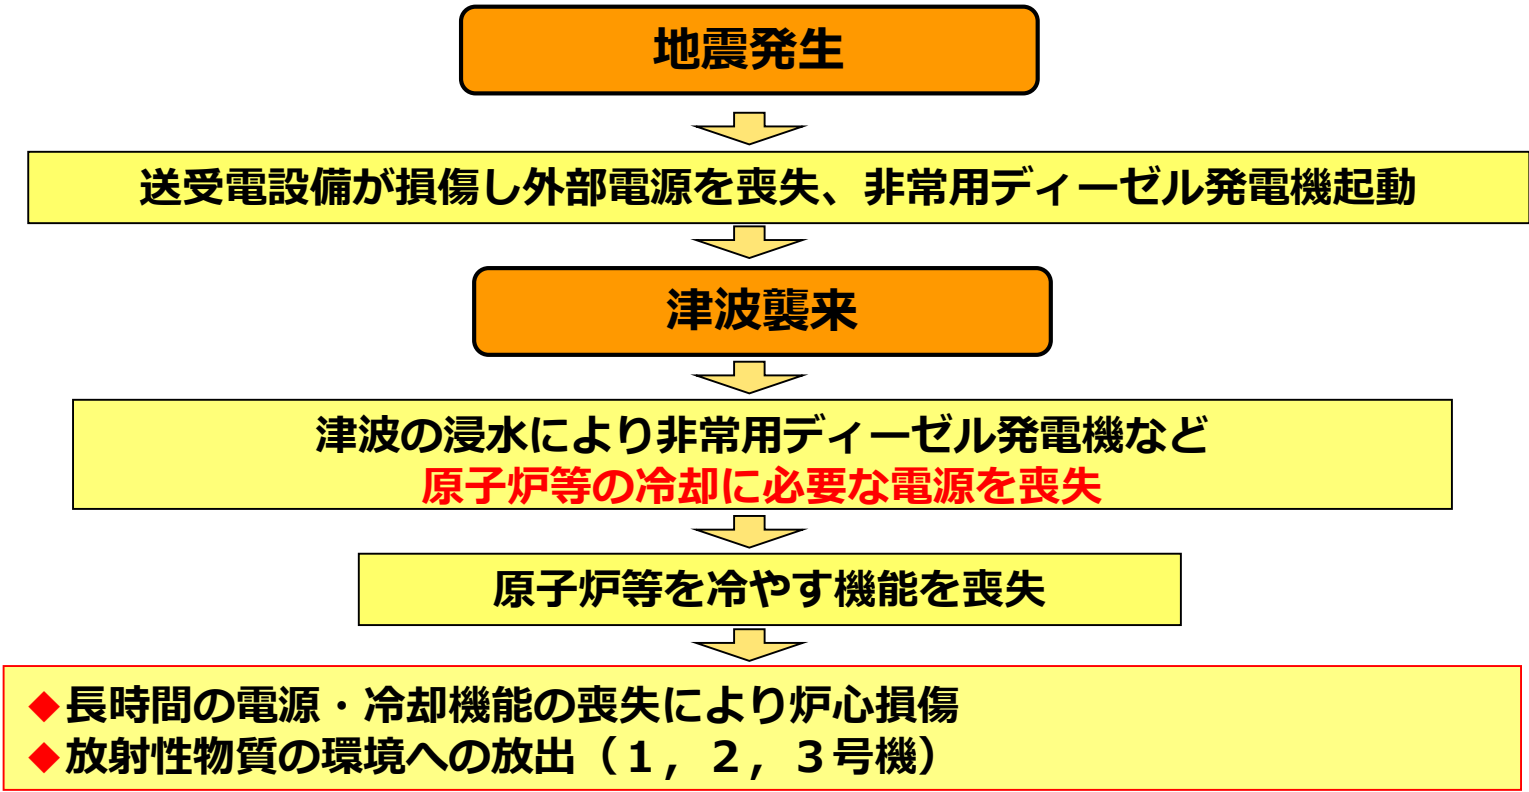 地震発生
送受電設備が損傷し外部電源を喪失、非常用ディーゼル発電機起動
津波襲来
津波の浸水により非常用ディーゼル発電機など
原子炉等の冷却に必要な電源を喪失
原子炉等を冷やす機能を喪失
◆長時間の電源・冷却機能の喪失により炉心損傷
◆放射性物質の環境への放出（１，２，３号機）